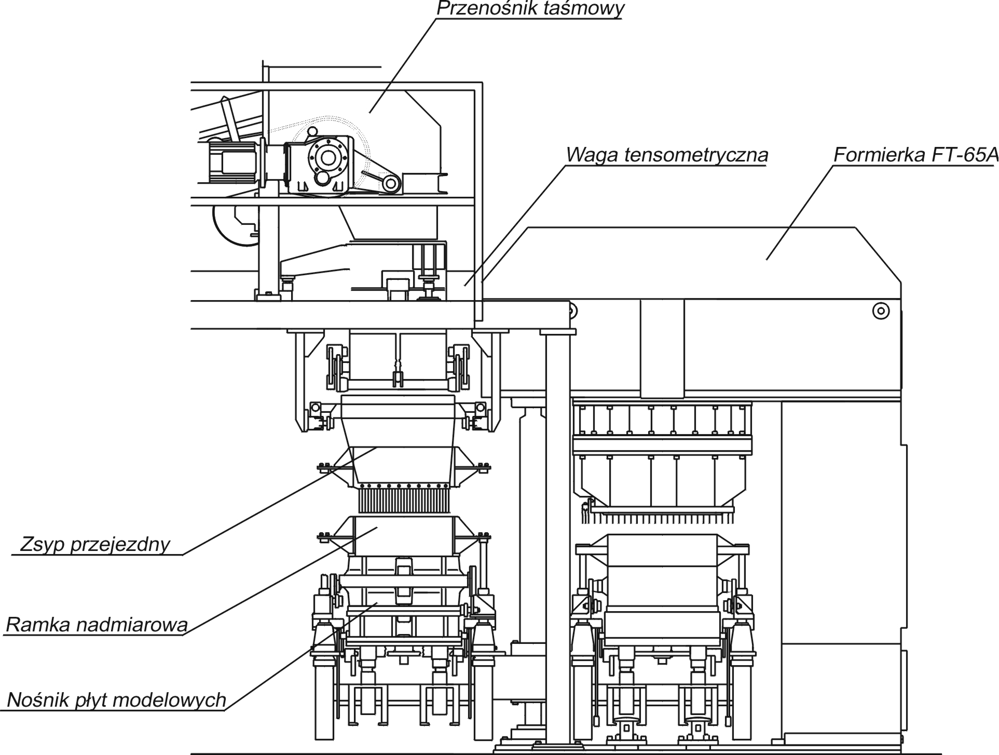 Przenośnik taśmowy
Waga tensometryczna
Formierka FT-65A
Zsyp przejezdny
Ramka nadmiarowa
Nośnik płyt modelowych